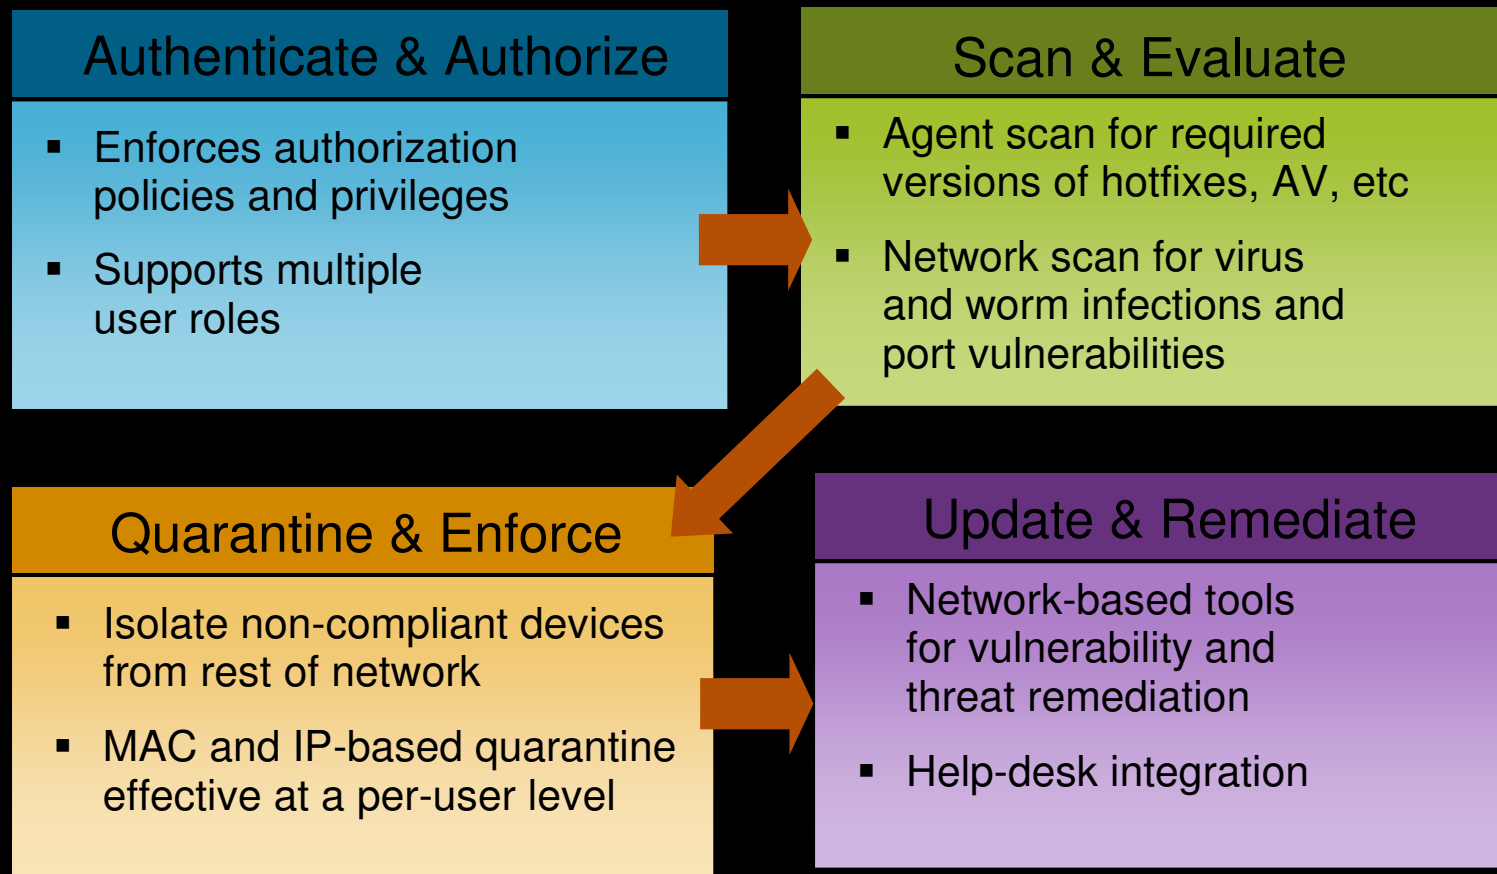 Authenticate & Authorize
▪ Enforces authorization
policies and privileges
▪ Supports multiple
user roles
Scan & Evaluate
▪ Agent scan for required
versions of hotfixes, AV, etc
▪ Network scan for virus
and worm infections and
port vulnerabilities
Quarantine & Enforce
▪ Isolate non-compliant devices
from rest of network
▪ MAC and IP-based quarantine
effective at a per-user level
Update & Remediate
▪ Network-based tools
for vulnerability and
threat remediation
▪ Help-desk integration